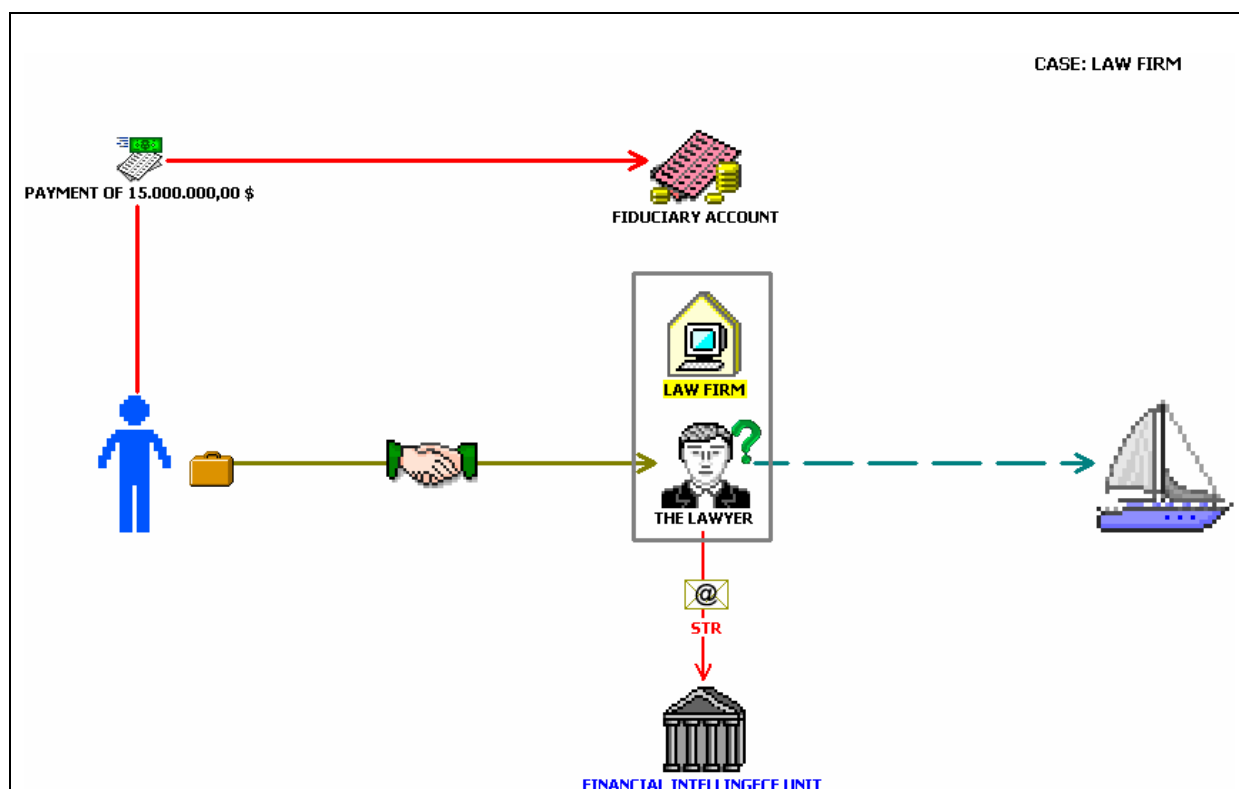 CASE: LAW FIRM
PAYMENT OF 15.000.000,00 $
FIDUCIARY ACCOUNT
LAW FIRM
?
THE LAWYER
@
STR
FINANCIAL INTELLINGECE UNIT